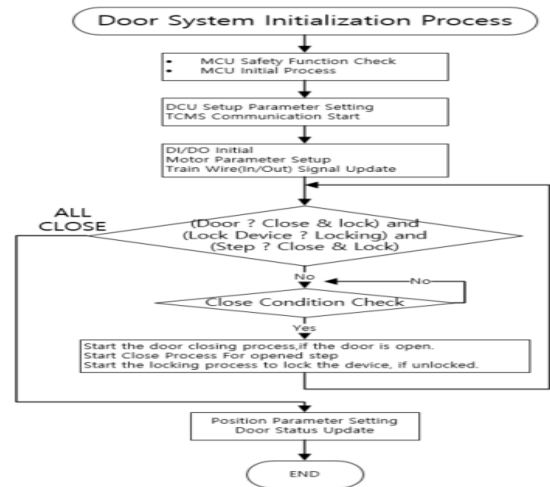 Door System Initialization Process
• MCU Safety Function Check
• MCU Initial Process
DCU Setup Parameter Setting
TCMS Communication Start
DI/DO Initial
Motor Parameter Setup
Train Wire(In/Out) Signal Update
ALL
CLOSE
(Door ? Close & lock) and
(Lock Device ? Locking) and
(Step ? Close & Lock)
No
No
Close Condition Check
Yes
Start the door closing process,if the door is open.
Start Close Process For opened step
Start the locking process to lock the device, if unlocked.
Position Parameter Setting
Door Status Update
END